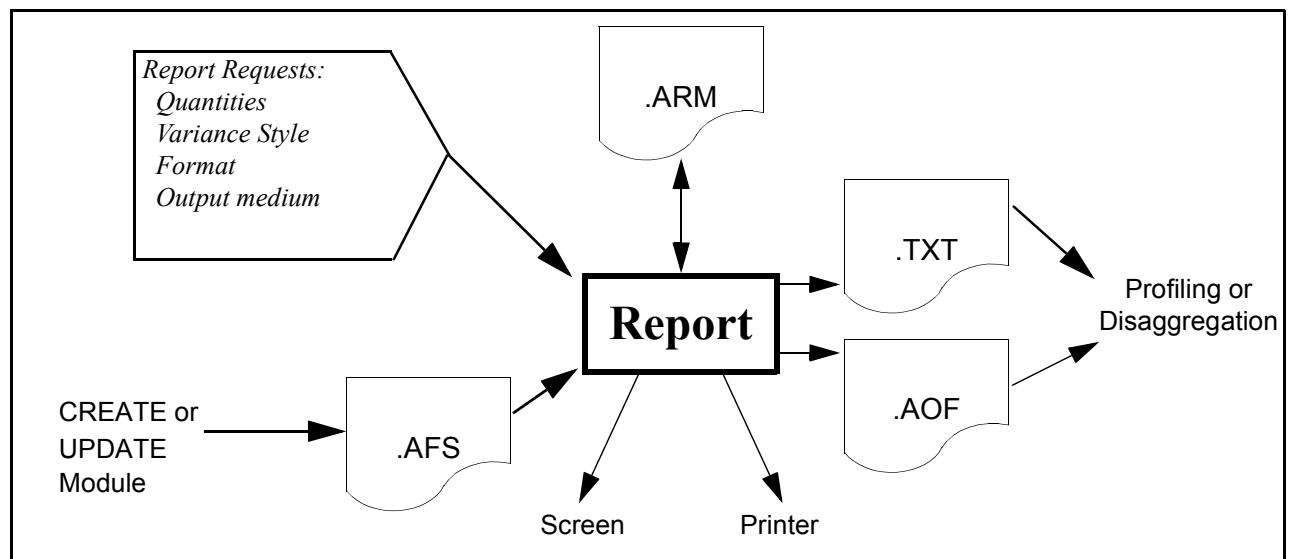 Report Requests:
Quantities
Variance Style
Format
Output medium
.ARM
.TXT
Profiling or
Disaggregation
Report
.AOF
CREATE or
UPDATE
Module
.AFS
Screen
Printer